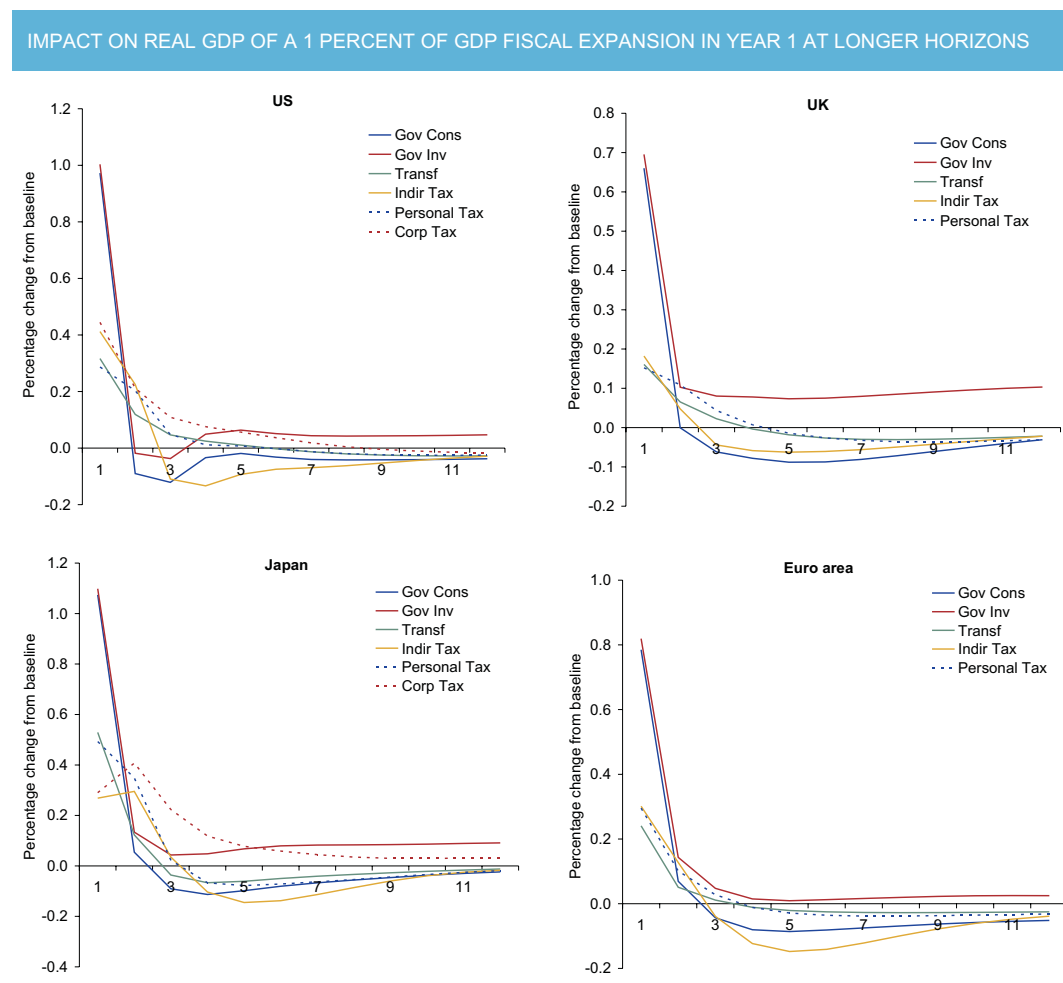 IMPACT ON REAL GDP OF A 1 PERCENT OF GDP FISCAL EXPANSION IN YEAR 1 AT LONGER HORIZONS
US
Percentage change from baseline
1.2
1.0
0.8
0.6
0.4
0.2
0.0
-0.2
1 3 5 7 9 11
Gov Cons
Gov Inv
Transf
Indir Tax
Personal Tax
Corp Tax
UK
Percentage change from baseline
0.8
0.7
0.6
0.5
0.4
0.3
0.2
0.1
0.0
-0.1
-0.2
1 3 5 7 9 11
Gov Cons
Gov Inv
Transf
Indir Tax
Personal Tax
Japan
Percentage change from baseline
1.2
1.0
0.8
0.6
0.4
0.2
0.0
-0.2
-0.4
1 3 5 7 9 11
Gov Cons
Gov Inv
Transf
Indir Tax
Personal Tax
Corp Tax
Euro area
Percentage change from baseline
1.0
0.8
0.6
0.4
0.2
0.0
-0.2
1 3 5 7 9 11
Gov Cons
Gov Inv
Transf
Indir Tax
Personal Tax